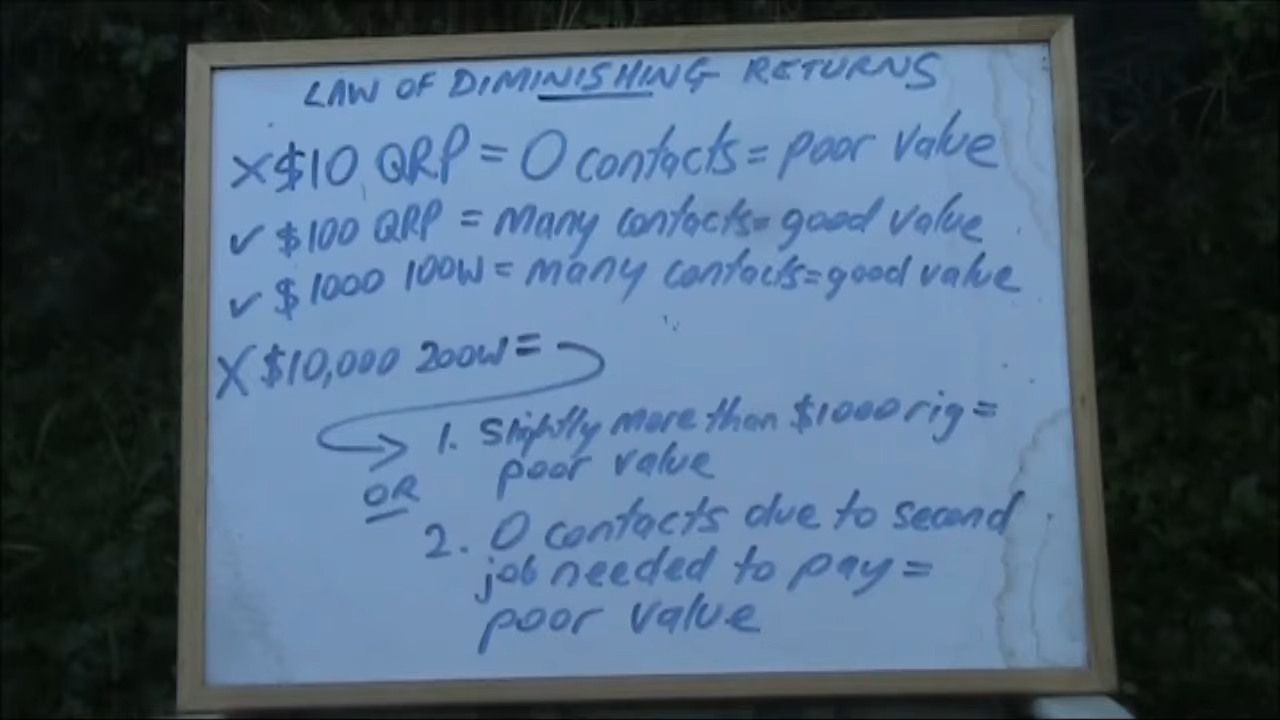 LAW OF DIMINISHING RETURNS
X $10 QRP = 0 contacts = poor value
✓ $100 QRP = Many contacts = good value
✓ $1000 100W = many contacts = good value
X $10,000 200W =
1. Slightly more than $1000 rig =
poor value
OR
2. 0 contacts due to second
job needed to pay =
poor value